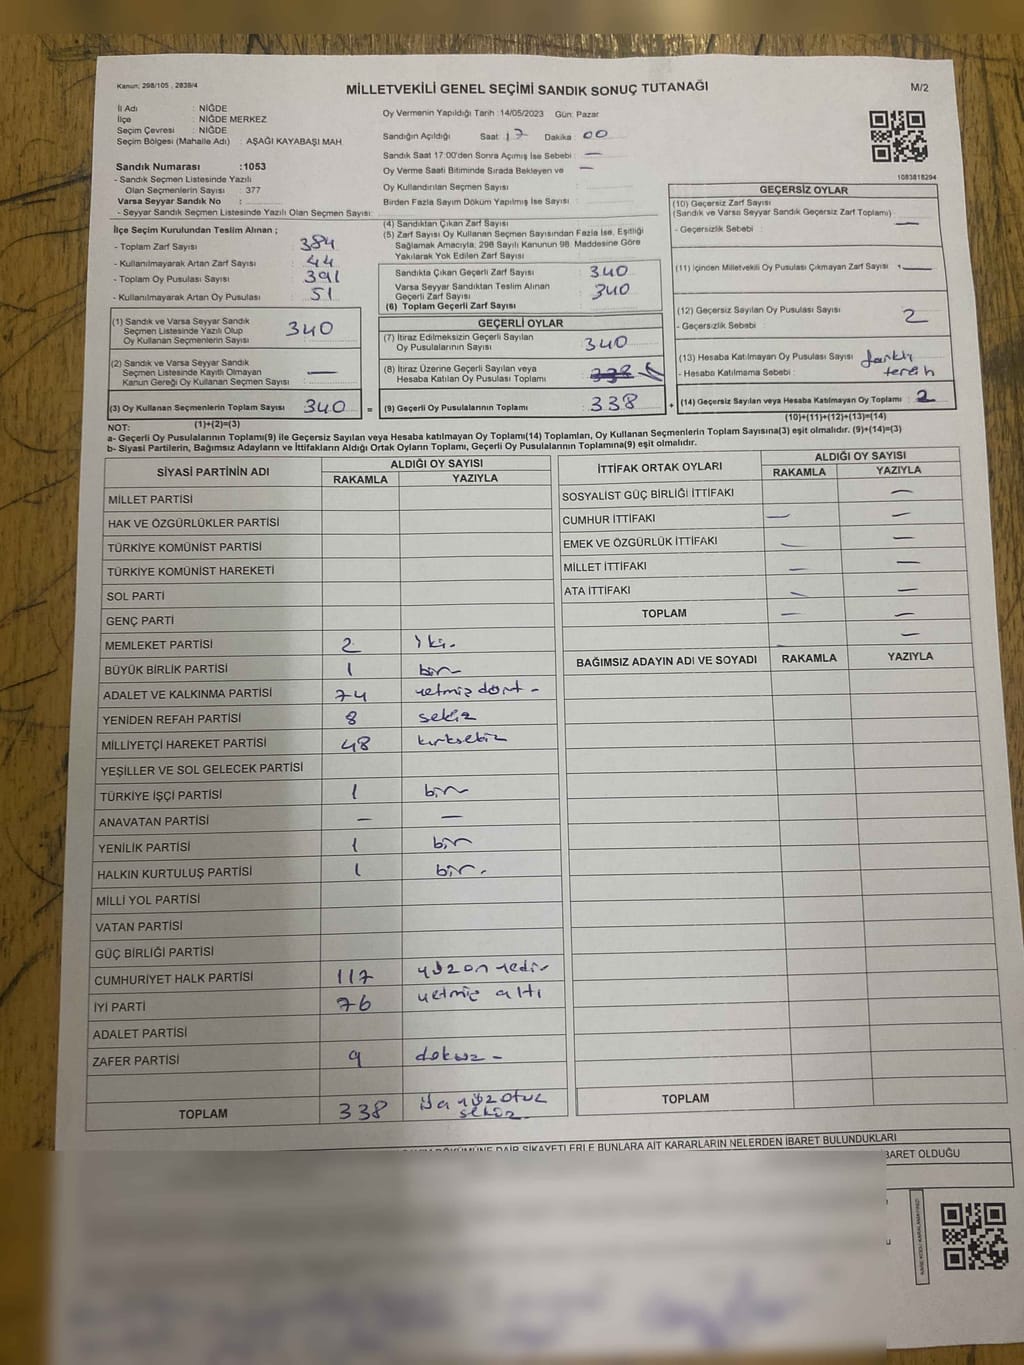 Kanun: 298/105 , 2839/4
MİLLETVEKİLİ GENEL SEÇİMİ SANDIK SONUÇ TUTANAĞI
M/2
İl Adı : NİĞDE
İlçe : NİĞDE MERKEZ
Seçim Çevresi : NİĞDE
Seçim Bölgesi (Mahalle Adı) : AŞAĞI KAYABAŞI MAH.
Sandık Numarası :1053
- Sandık Seçmen Listesinde Yazılı
Olan Seçmenlerin Sayısı : 377
Varsa Seyyar Sandık No :
- Seyyar Sandık Seçmen Listesinde Yazılı Olan Seçmen Sayısı:
Oy Vermenin Yapıldığı Tarih : 14/05/2023 Gün: Pazar
Sandığın Açıldığı Saat: 17 Dakika: 00
Sandık Saat 17:00'den Sonra Açımış İse Sebebi : —
Oy Verme Saati Bitiminde Sırada Bekleyen ve —
Oy Kullandırılan Seçmen Sayısı
Birden Fazla Sayım Döküm Yapılmış İse Sayısı :
1083818294
İlçe Seçim Kurulundan Teslim Alınan ;
- Toplam Zarf Sayısı : 384
- Kullanılmayarak Artan Zarf Sayısı : 44
- Toplam Oy Pusulası Sayısı : 391
- Kullanılmayarak Artan Oy Pusulası : 51
(1) Sandık ve Varsa Seyyar Sandık
Seçmen Listesinde Yazılı Olup
Oy Kullanan Seçmenlerin Sayısı : 340
(2) Sandık ve Varsa Seyyar Sandık
Seçmen Listesinde Kayıtlı Olmayan
Kanun Gereği Oy Kullanan Seçmen Sayısı : —
(3) Oy Kullanan Seçmenlerin Toplam Sayısı 340 =
(1)+(2)=(3)
(4) Sandıktan Çıkan Zarf Sayısı
(5) Zarf Sayısı Oy Kullanan Seçmen Sayısından Fazla İse, Eşitliği
Sağlamak Amacıyla, 298 Sayılı Kanunun 98. Maddesine Göre
Yakılarak Yok Edilen Zarf Sayısı :
Sandıkta Çıkan Geçerli Zarf Sayısı : 340
Varsa Seyyar Sandıktan Teslim Alınan
Geçerli Zarf Sayısı : 340
(6) Toplam Geçerli Zarf Sayısı
GEÇERLİ OYLAR
(7) İtiraz Edilmeksizin Geçerli Sayılan
Oy Pusulalarının Sayısı : 340
(8) İtiraz Üzerine Geçerli Sayılan veya
Hesaba Katılan Oy Pusulası Toplamı : 338
(9) Geçerli Oy Pusulalarının Toplamı : 338 +
GEÇERSİZ OYLAR
(10) Geçersiz Zarf Sayısı
(Sandık ve Varsa Seyyar Sandık Geçersiz Zarf Toplamı) :
- Geçersizlik Sebebi : —
(11) İçinden Milletvekili Oy Pusulası Çıkmayan Zarf Sayısı : —
(12) Geçersiz Sayılan Oy Pusulası Sayısı : 2
- Geçersizlik Sebebi
(13) Hesaba Katılmayan Oy Pusulası Sayısı : farklı
- Hesaba Katılmama Sebebi : tercih
(14) Geçersiz Sayılan veya Hesaba Katılmayan Oy Toplamı : 2
(10)+(11)+(12)+(13)=(14)
NOT:
a- Geçerli Oy Pusulalarının Toplamı(9) ile Geçersiz Sayılan veya Hesaba katılmayan Oy Toplamı(14) Toplamları, Oy Kullanan Seçmenlerin Toplam Sayısına(3) eşit olmalıdır. (9)+(14)=(3)
b- Siyasi Partilerin, Bağımsız Adayların ve İttifakların Aldığı Ortak Oyların Toplamı, Geçerli Oy Pusulalarının Toplamına(9) eşit olmalıdır.
SİYASİ PARTİNİN ADI ALDIĞI OY SAYISI
RAKAMLA YAZIYLA
MİLLET PARTİSİ
HAK VE ÖZGÜRLÜKLER PARTİSİ
TÜRKİYE KOMÜNİST PARTİSİ
TÜRKİYE KOMÜNİST HAREKETİ
SOL PARTİ
GENÇ PARTİ
MEMLEKET PARTİSİ 2 iki-
BÜYÜK BİRLİK PARTİSİ 1 bir
ADALET VE KALKINMA PARTİSİ 74 yetmiş dört -
YENİDEN REFAH PARTİSİ 8 sekiz
MİLLİYETÇİ HAREKET PARTİSİ 48 kırksekiz
YEŞİLLER VE SOL GELECEK PARTİSİ
TÜRKİYE İŞÇİ PARTİSİ 1 bir
ANAVATAN PARTİSİ — —
YENİLİK PARTİSİ 1 bir
HALKIN KURTULUŞ PARTİSİ 1 bir.
MİLLİ YOL PARTİSİ
VATAN PARTİSİ
GÜÇ BİRLİĞİ PARTİSİ
CUMHURİYET HALK PARTİSİ 117 yüz on yedi
İYİ PARTİ 76 yetmiş altı
ADALET PARTİSİ
ZAFER PARTİSİ 9 dokuz -
TOPLAM 338 üç yüz otuz
sekiz
İTTİFAK ORTAK OYLARI ALDIĞI OY SAYISI
RAKAMLA YAZIYLA
SOSYALİST GÜÇ BİRLİĞİ İTTİFAKI —
CUMHUR İTTİFAKI — —
EMEK VE ÖZGÜRLÜK İTTİFAKI — —
MİLLET İTTİFAKI — —
ATA İTTİFAKI — —
TOPLAM — —
—
BAĞIMSIZ ADAYIN ADI VE SOYADI RAKAMLA YAZIYLA
TOPLAM
DÖKÜMÜNE DAİR ŞİKAYETLERLE BUNLARA AİT KARARLARIN NELERDEN İBARET BULUNDUKLARI
BARET OLDUĞU